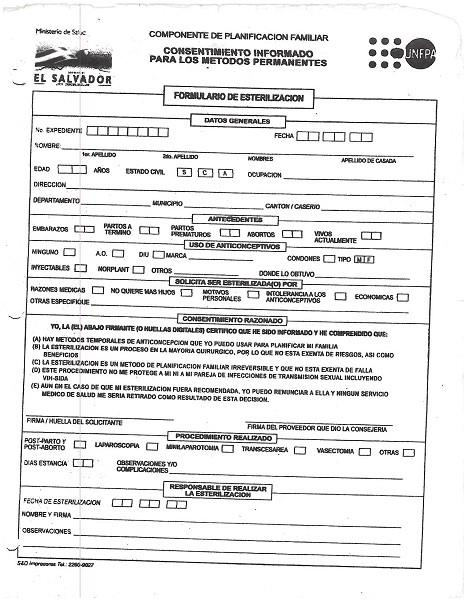 Ministerio de Salud
COMPONENTE DE PLANIFICACION FAMILIAR
CONSENTIMIENTO INFORMADO
PARA LOS METODOS PERMANENTES
UNFPA
EL SALVADOR
FORMULARIO DE ESTERILIZACION
DATOS GENERALES
No. EXPEDIENTE FECHA
NOMBRE:
1er. APELLIDO 2do. APELLIDO NOMBRES APELLIDO DE CASADA
EDAD AÑOS ESTADO CIVIL S C A OCUPACION
DIRECCION
DEPARTAMENTO MUNICIPIO CANTON / CASERIO
ANTECEDENTES
EMBARAZOS PARTOS A TERMINO PARTOS PREMATUROS ABORTOS VIVOS ACTUALMENTE
USO DE ANTICONCEPTIVOS
NINGUNO A.O. DIU MARCA CONDONES TIPO M F
INYECTABLES NORPLANT OTROS DONDE LO OBTUVO
SOLICITA SER ESTERILIZADA(O) POR
RAZONES MEDICAS NO QUIERE MAS HIJOS MOTIVOS PERSONALES INTOLERANCIA A LOS ANTICONCEPTIVOS ECONOMICAS
OTRAS ESPECIFIQUE
CONSENTIMIENTO RAZONADO
YO, LA (EL) ABAJO FIRMANTE (O HUELLAS DIGITALES) CERTIFICO QUE HE SIDO INFORMADO Y HE COMPRENDIDO QUE:
(A) HAY METODOS TEMPORALES DE ANTICONCEPCION QUE YO PUEDO USAR PARA PLANIFICAR MI FAMILIA
(B) LA ESTERILIZACION ES UN PROCESO EN LA MAYORIA QURURGICO, POR LO QUE NO ESTA EXENTA DE RIESGOS, ASI COMO
BENEFICIOS
(C) LA ESTERILIZACION ES UN METODO DE PLANIFICACION FAMILIAR IRREVERSIBLE Y QUE NO ESTA EXENTA DE FALLA
(D) ESTE PROCEDIMIENTO NO ME PROTEGE A MI NI A MI PAREJA DE INFECCIONES DE TRANSMISION SEXUAL INCLUYENDO
VIH-SIDA
(E) AUN EN EL CASO DE QUE MI ESTERILIZACION FUERA RECOMENDADA, YO PUEDO RENUNCIAR A ELLA Y NINGUN SERVICIO
MEDICO DE SALUD ME SERIA RETIRADO COMO RESULTADO DE ESTA DECISION.
FIRMA / HUELLA DEL SOLICITANTE FIRMA DEL PROVEEDOR QUE DIO LA CONSEJERIA
PROCEDIMIENTO REALIZADO
POST-PARTO Y POST-ABORTO LAPAROSCOPIA MINILAPAROTOMIA TRANSCESAREA VASECTOMIA OTRAS
DIAS ESTANCIA OBSERVACIONES Y/O COMPLICACIONES
RESPONSABLE DE REALIZAR
LA ESTERILIZACION
FECHA DE ESTERILIZACION
NOMBRE Y FIRMA
OBSERVACIONES
S&D Impresores Tel.: 2260-9027